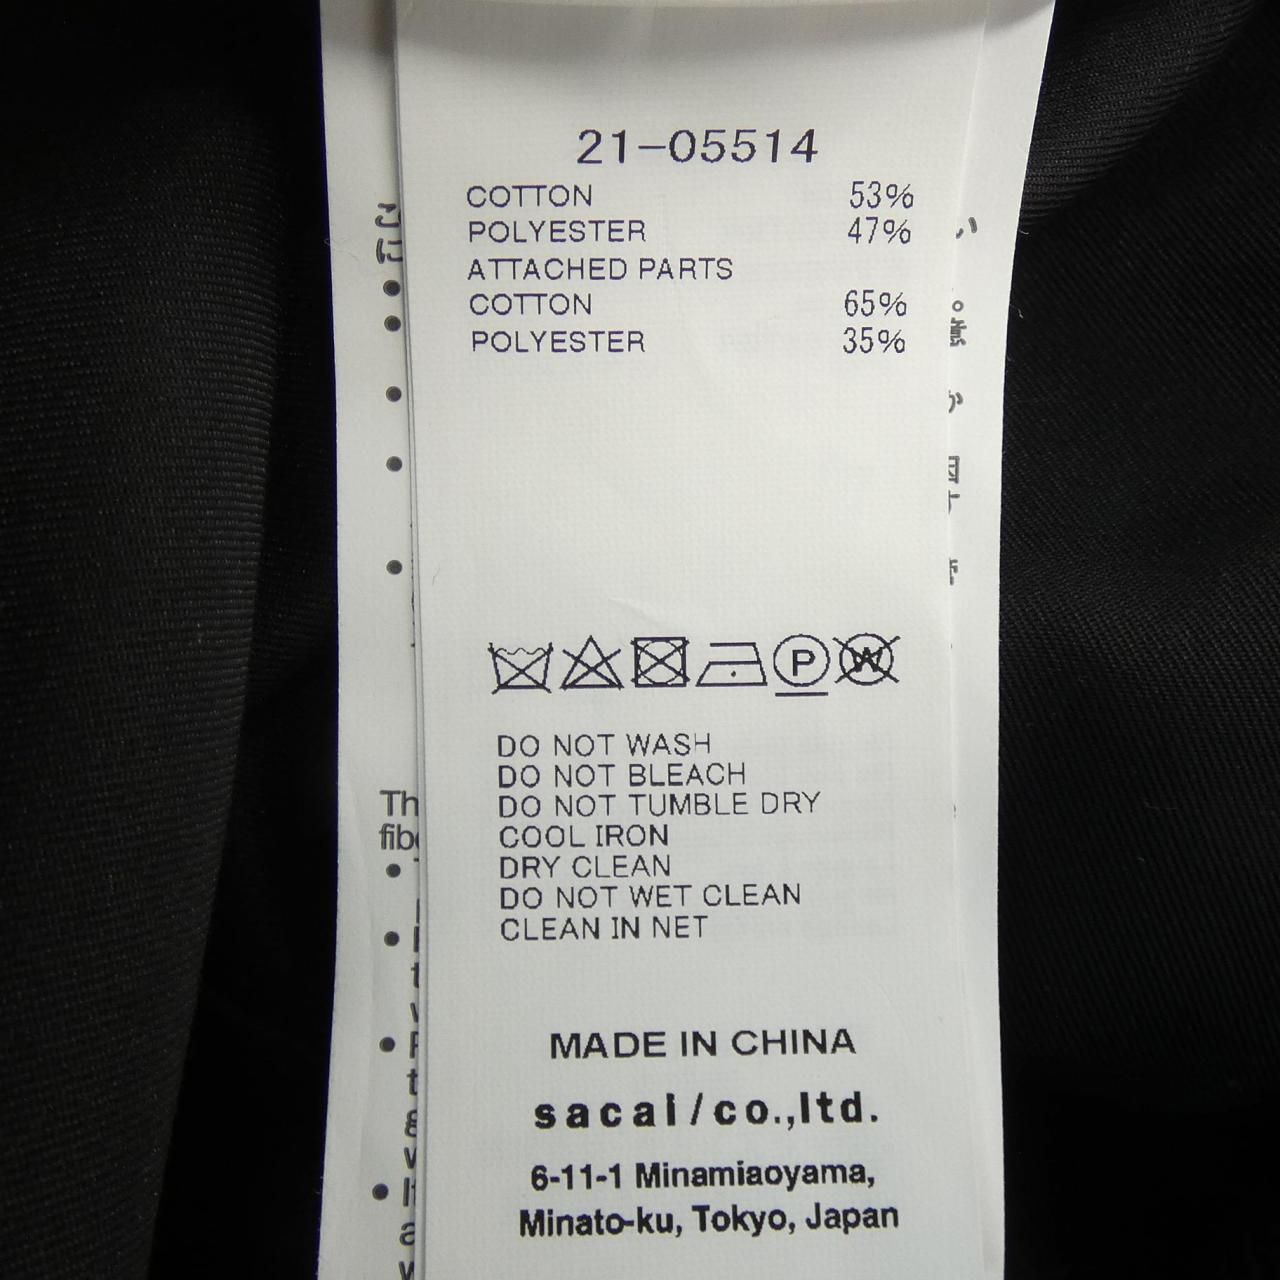 21-05514
COTTON 53%
POLYESTER 47%
ATTACHED PARTS
COTTON 65%
POLYESTER 35%
P W
DO NOT WASH
DO NOT BLEACH
DO NOT TUMBLE DRY
COOL IRON
DRY CLEAN
DO NOT WET CLEAN
CLEAN IN NET
MADE IN CHINA
sacai/co.,ltd.
6-11-1 Minamiaoyama,
Minato-ku, Tokyo, Japan